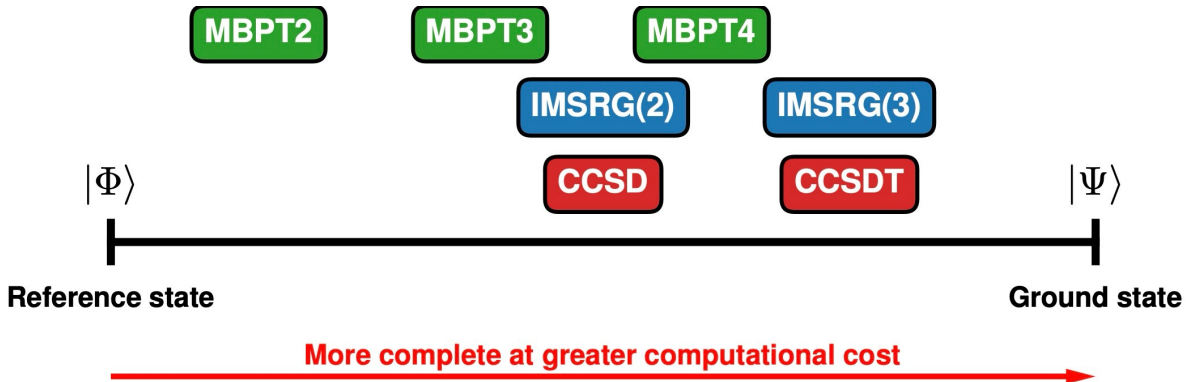 MBPT2 MBPT3 MBPT4
IMSRG(2) IMSRG(3)
CCSD CCSDT
|Φ⟩ |Ψ⟩
Reference state Ground state
More complete at greater computational cost